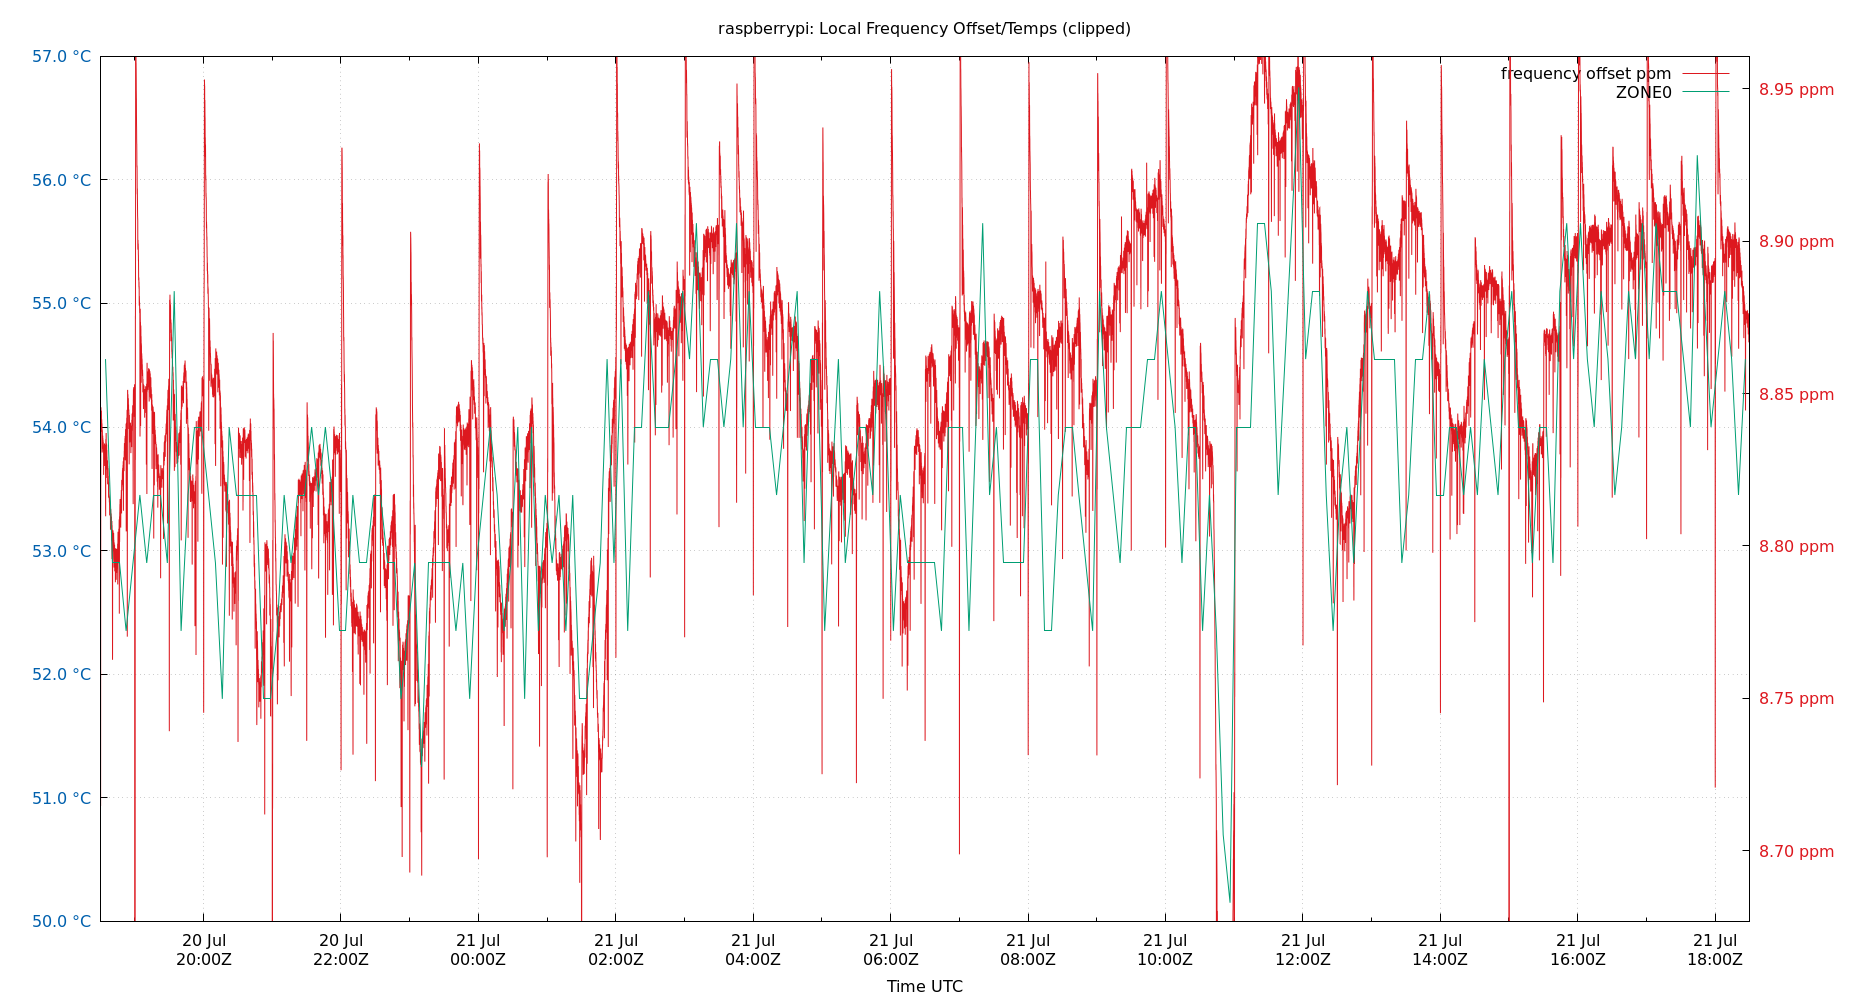 raspberrypi: Local Frequency Offset/Temps (clipped)
57.0 °C
56.0 °C
55.0 °C
54.0 °C
53.0 °C
52.0 °C
51.0 °C
50.0 °C
frequency offset ppm
ZONE0
8.95 ppm
8.90 ppm
8.85 ppm
8.80 ppm
8.75 ppm
8.70 ppm
20 Jul
20:00Z
20 Jul
22:00Z
21 Jul
00:00Z
21 Jul
02:00Z
21 Jul
04:00Z
21 Jul
06:00Z
21 Jul
08:00Z
21 Jul
10:00Z
21 Jul
12:00Z
21 Jul
14:00Z
21 Jul
16:00Z
21 Jul
18:00Z
Time UTC